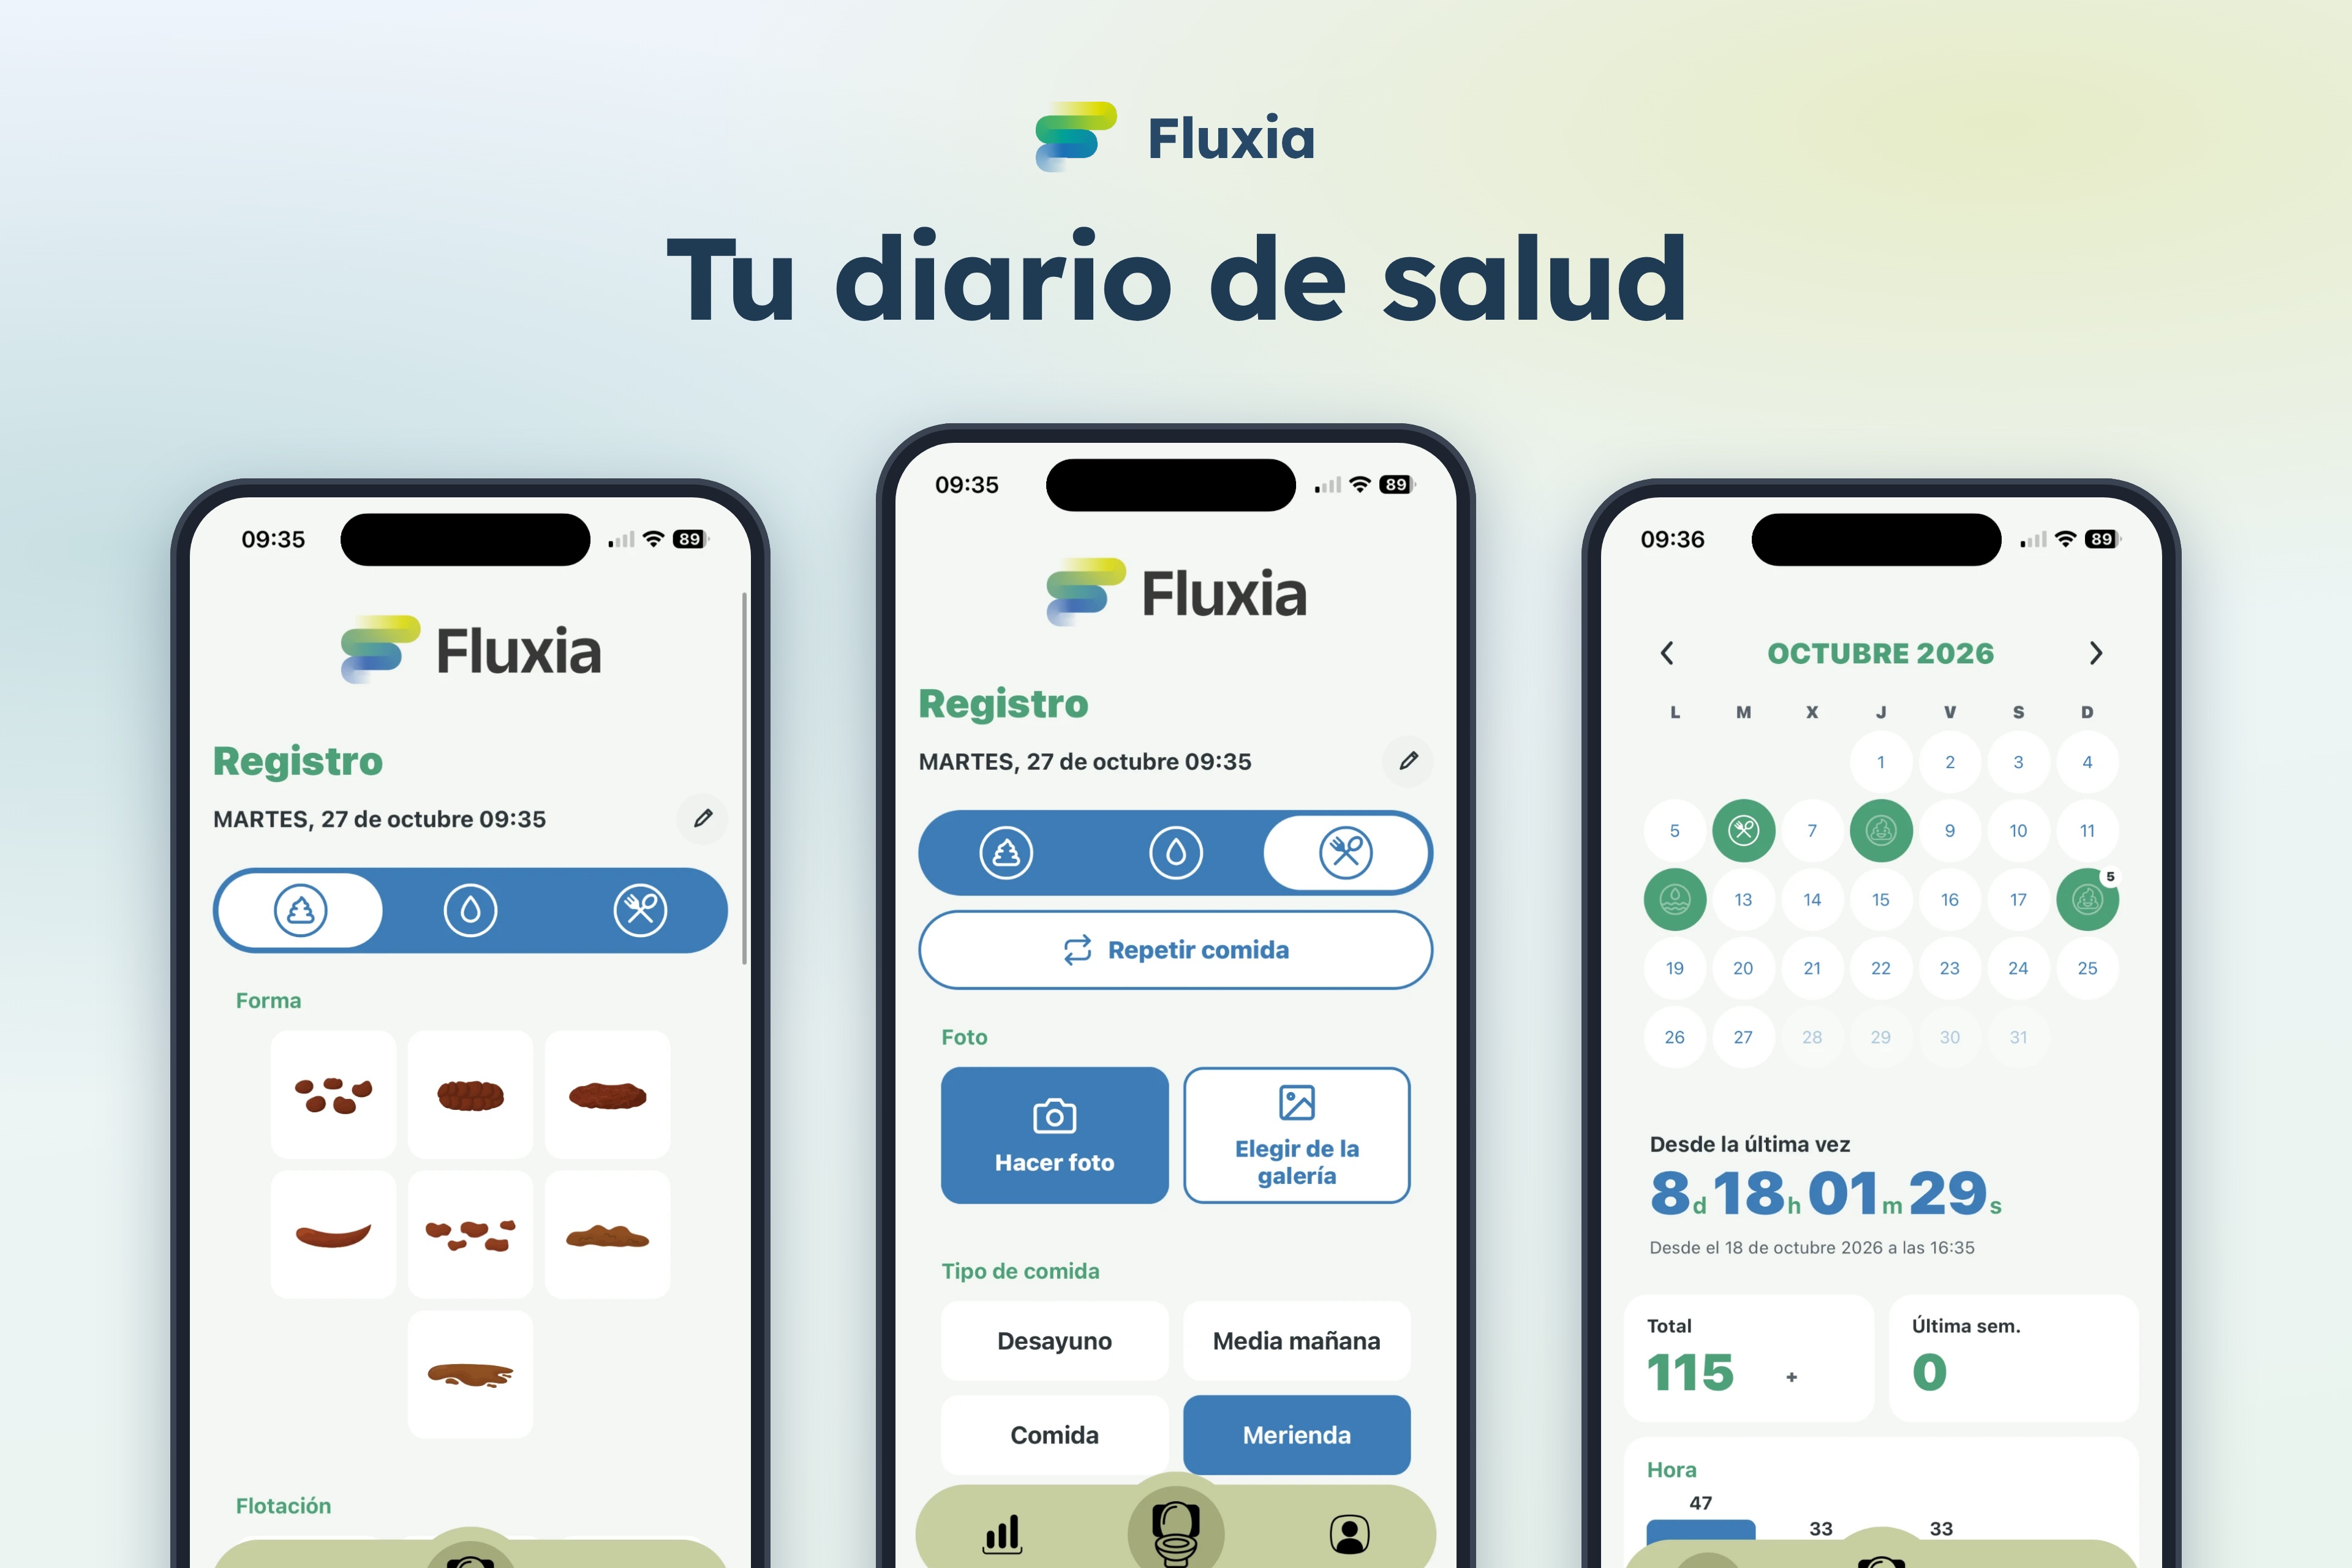 Fluxia
Tu diario de salud
09:35
89
Fluxia
Registro
MARTES, 27 de octubre 09:35
Forma
Flotación
09:35
89
Fluxia
Registro
MARTES, 27 de octubre 09:35
Repetir comida
Foto
Hacer foto
Elegir de la
galería
Tipo de comida
Desayuno
Media mañana
Comida
Merienda
09:36
89
OCTUBRE 2026
L M X J V S D
1 2 3 4
5 7 9 10 11
13 14 15 16 17 5
19 20 21 22 23 24 25
26 27 28 29 30 31
Desde la última vez
8d 18h 01m 29s
Desde el 18 de octubre 2026 a las 16:35
Total
115 +
Última sem.
0
Hora
47
33 33